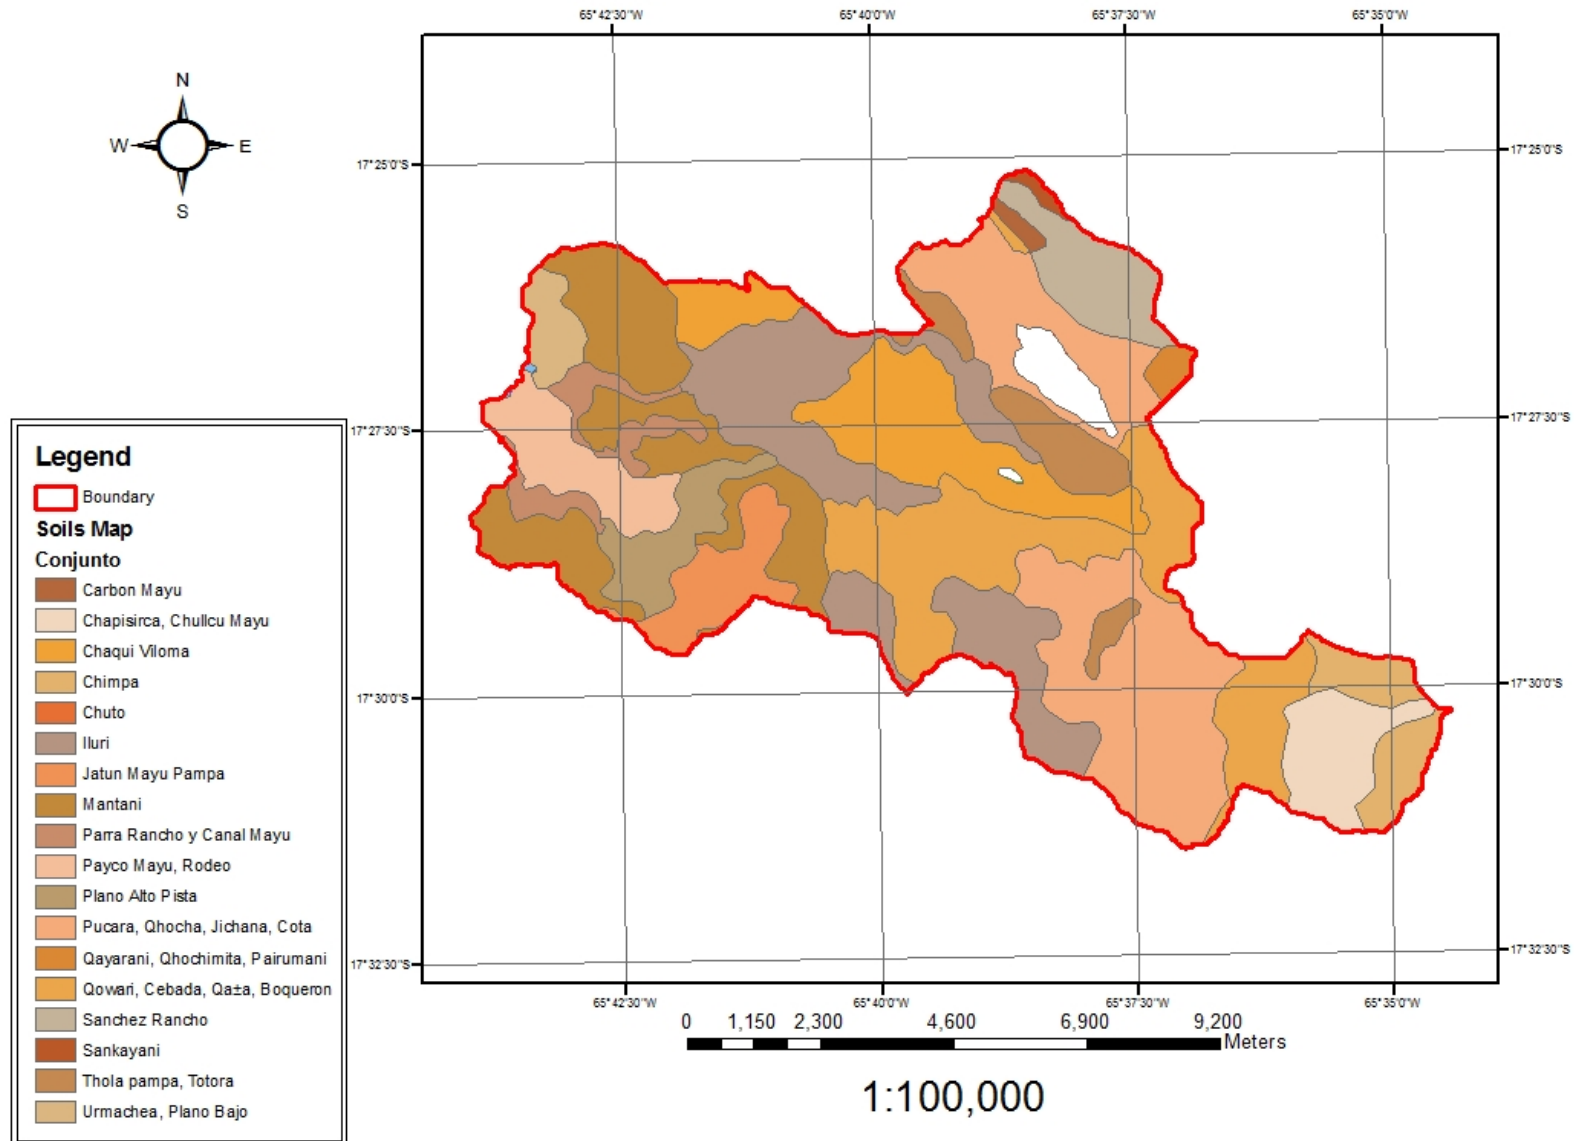 65°42'30"W 65°40'0"W 65°37'30"W 65°35'0"W
N
W E
S
17°25'0"S 17°25'0"S
17°27'30"S 17°27'30"S
Legend
Boundary
Soils Map
Conjunto
Carbon Mayu
Chapisirca, Chullcu Mayu
Chaqui Viloma
Chimpa
Chuto
Iluri
Jatun Mayu Pampa
Mantani
Parra Rancho y Canal Mayu
Payco Mayu, Rodeo
Plano Alto Pista
Pucara, Qhocha, Jichana, Cota
Qayarani, Qhochimita, Pairumani
Qowari, Cebada, Qa±a, Boqueron
Sanchez Rancho
Sankayani
Thola pampa, Totora
Urmachea, Plano Bajo
17°30'0"S 17°30'0"S
17°32'30"S 17°32'30"S
65°42'30"W 65°40'0"W 65°37'30"W 65°35'0"W
0 1,150 2,300 4,600 6,900 9,200
Meters
1:100,000